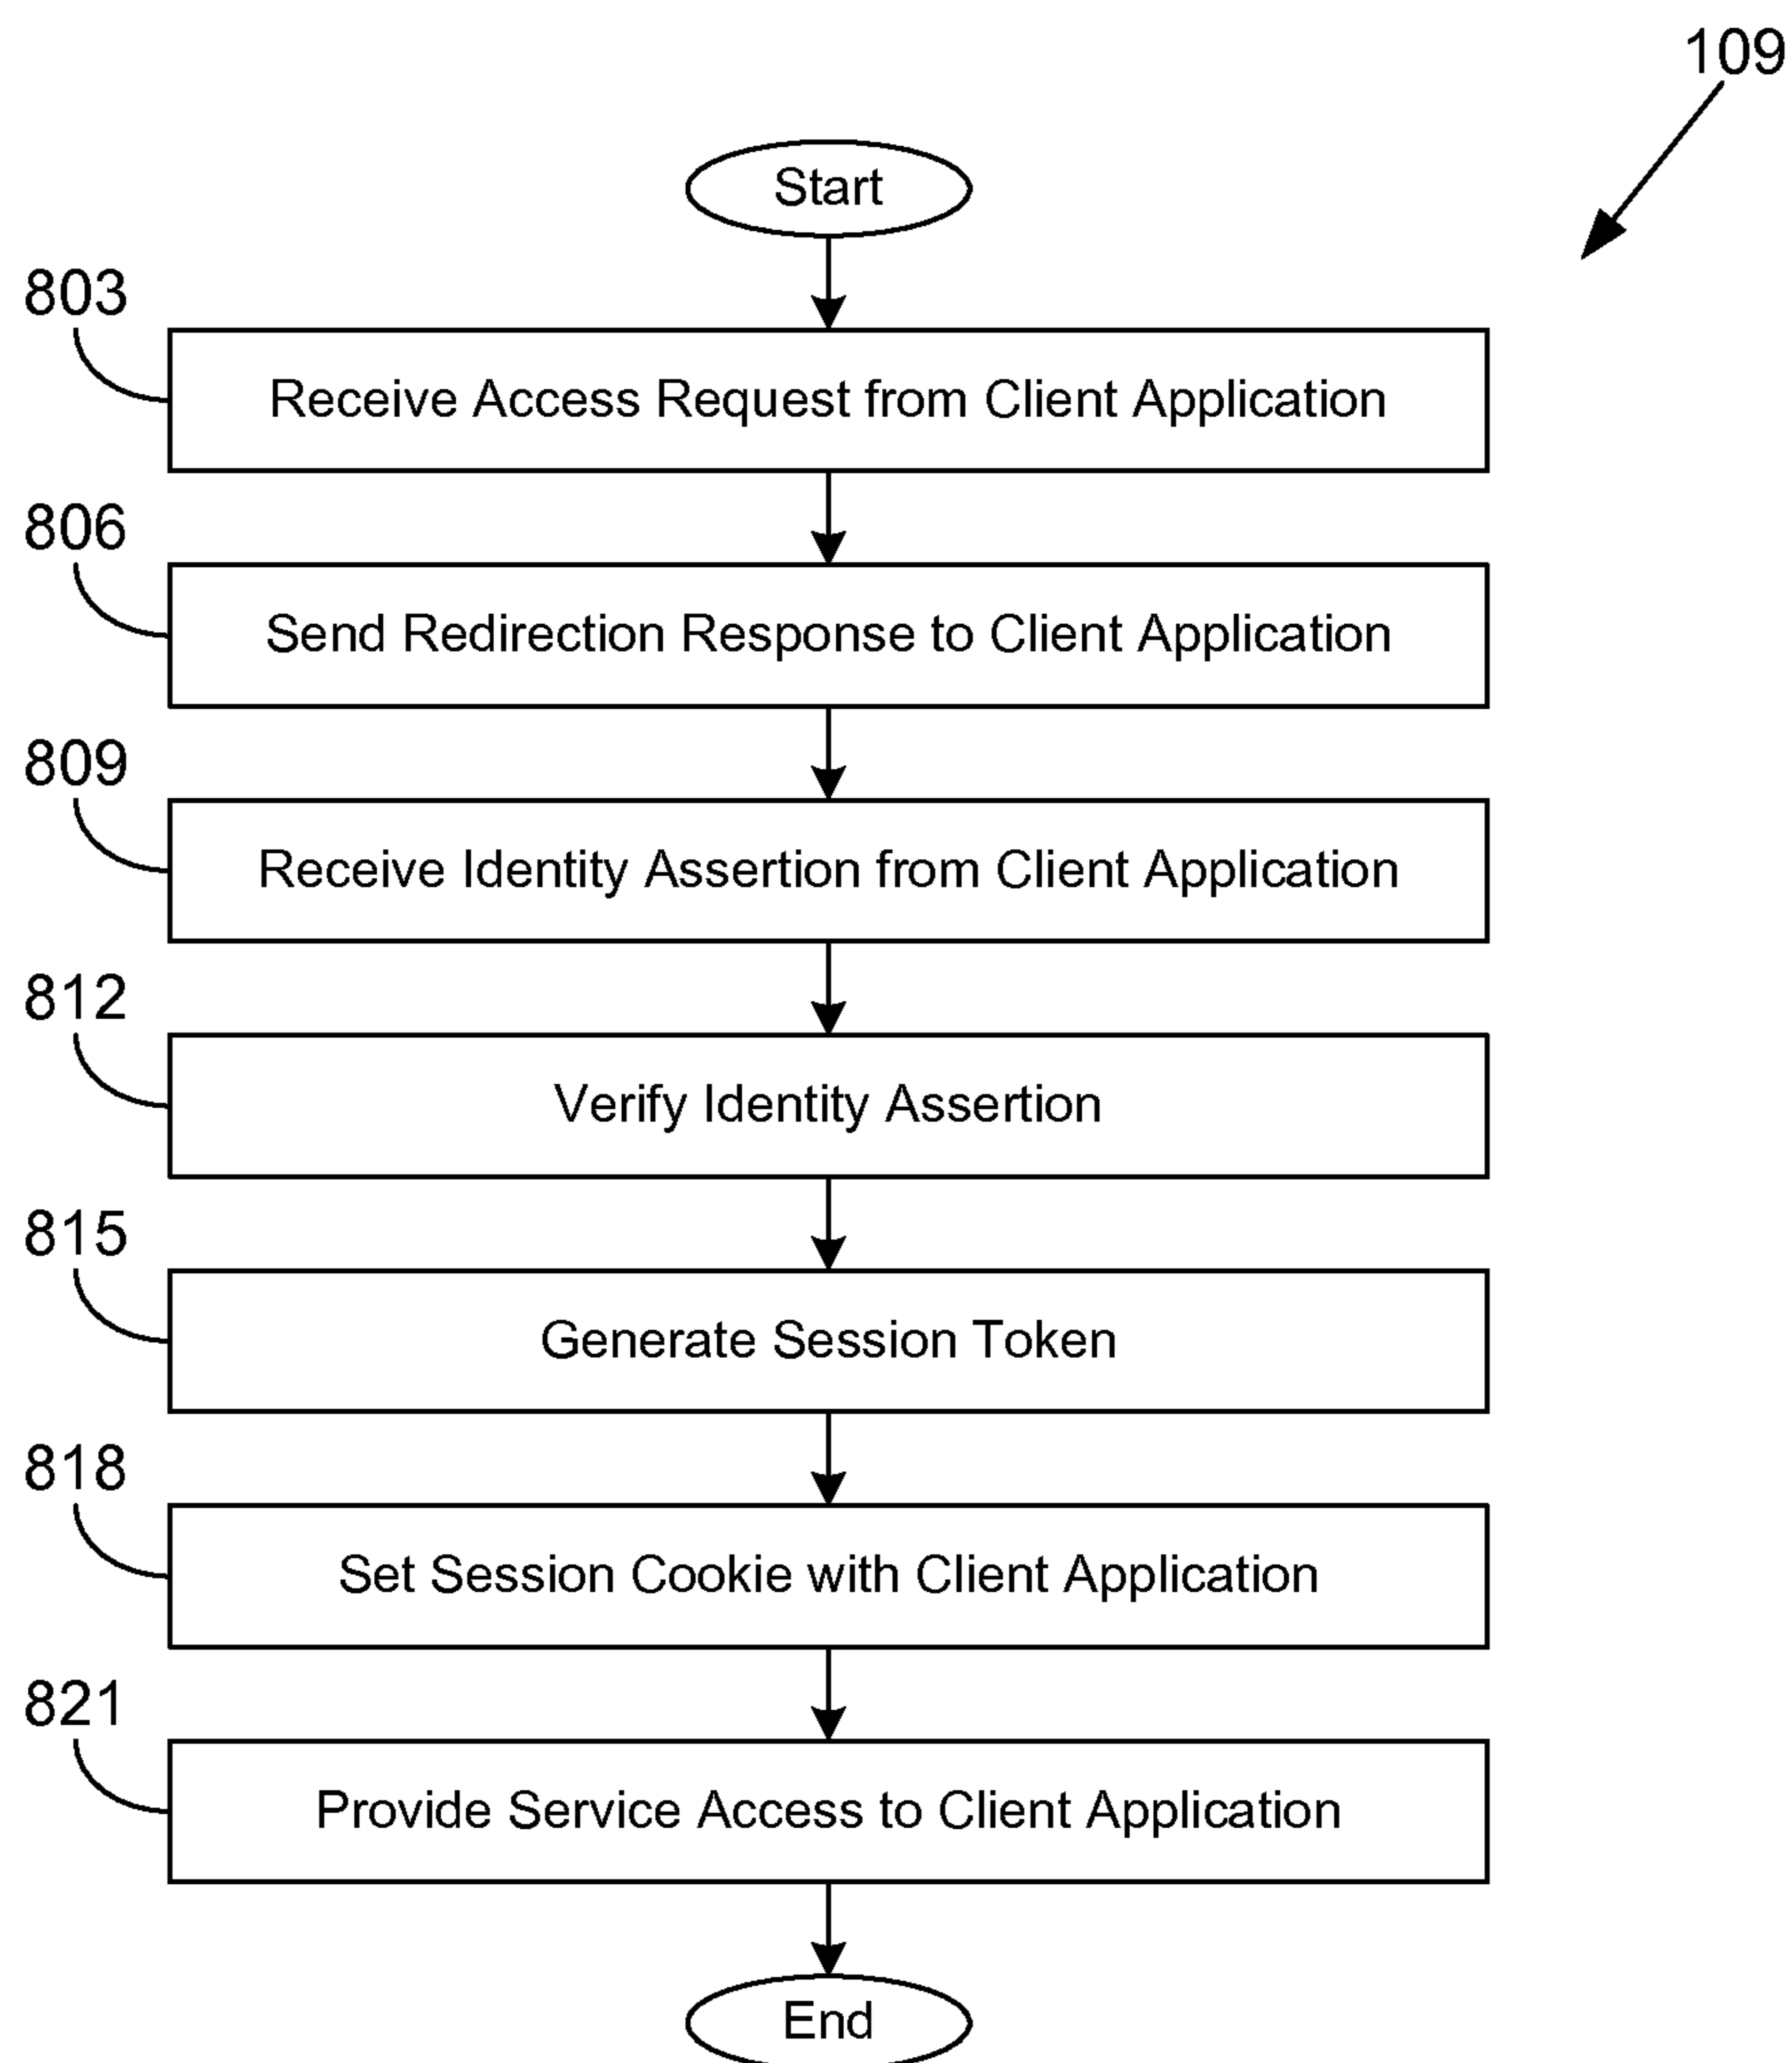 109
Start
803
Receive Access Request from Client Application
806
Send Redirection Response to Client Application
809
Receive Identity Assertion from Client Application
812
Verify Identity Assertion
815
Generate Session Token
818
Set Session Cookie with Client Application
821
Provide Service Access to Client Application
End